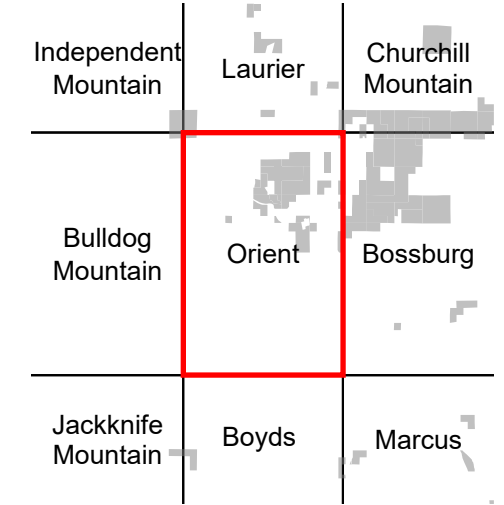 Independent
Mountain
Laurier
Churchill
Mountain
Bulldog
Mountain
Orient
Bossburg
Jackknife
Mountain
Boyds
Marcus